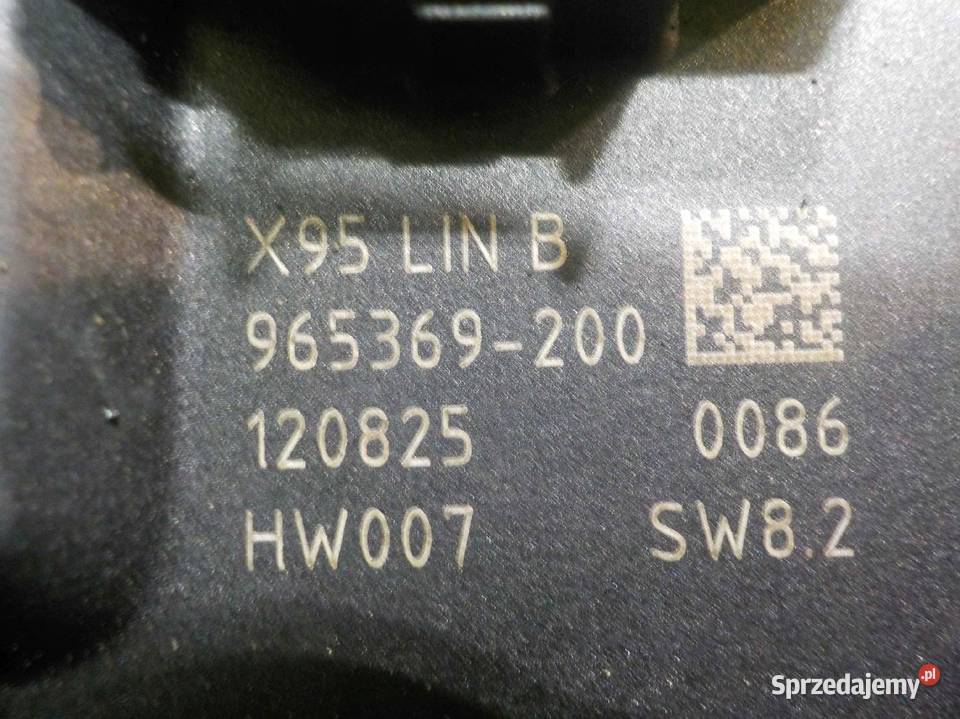 X95 LIN B
965369-200
120825 0086
HW007 SW8.2
Sprzedajemy.pl